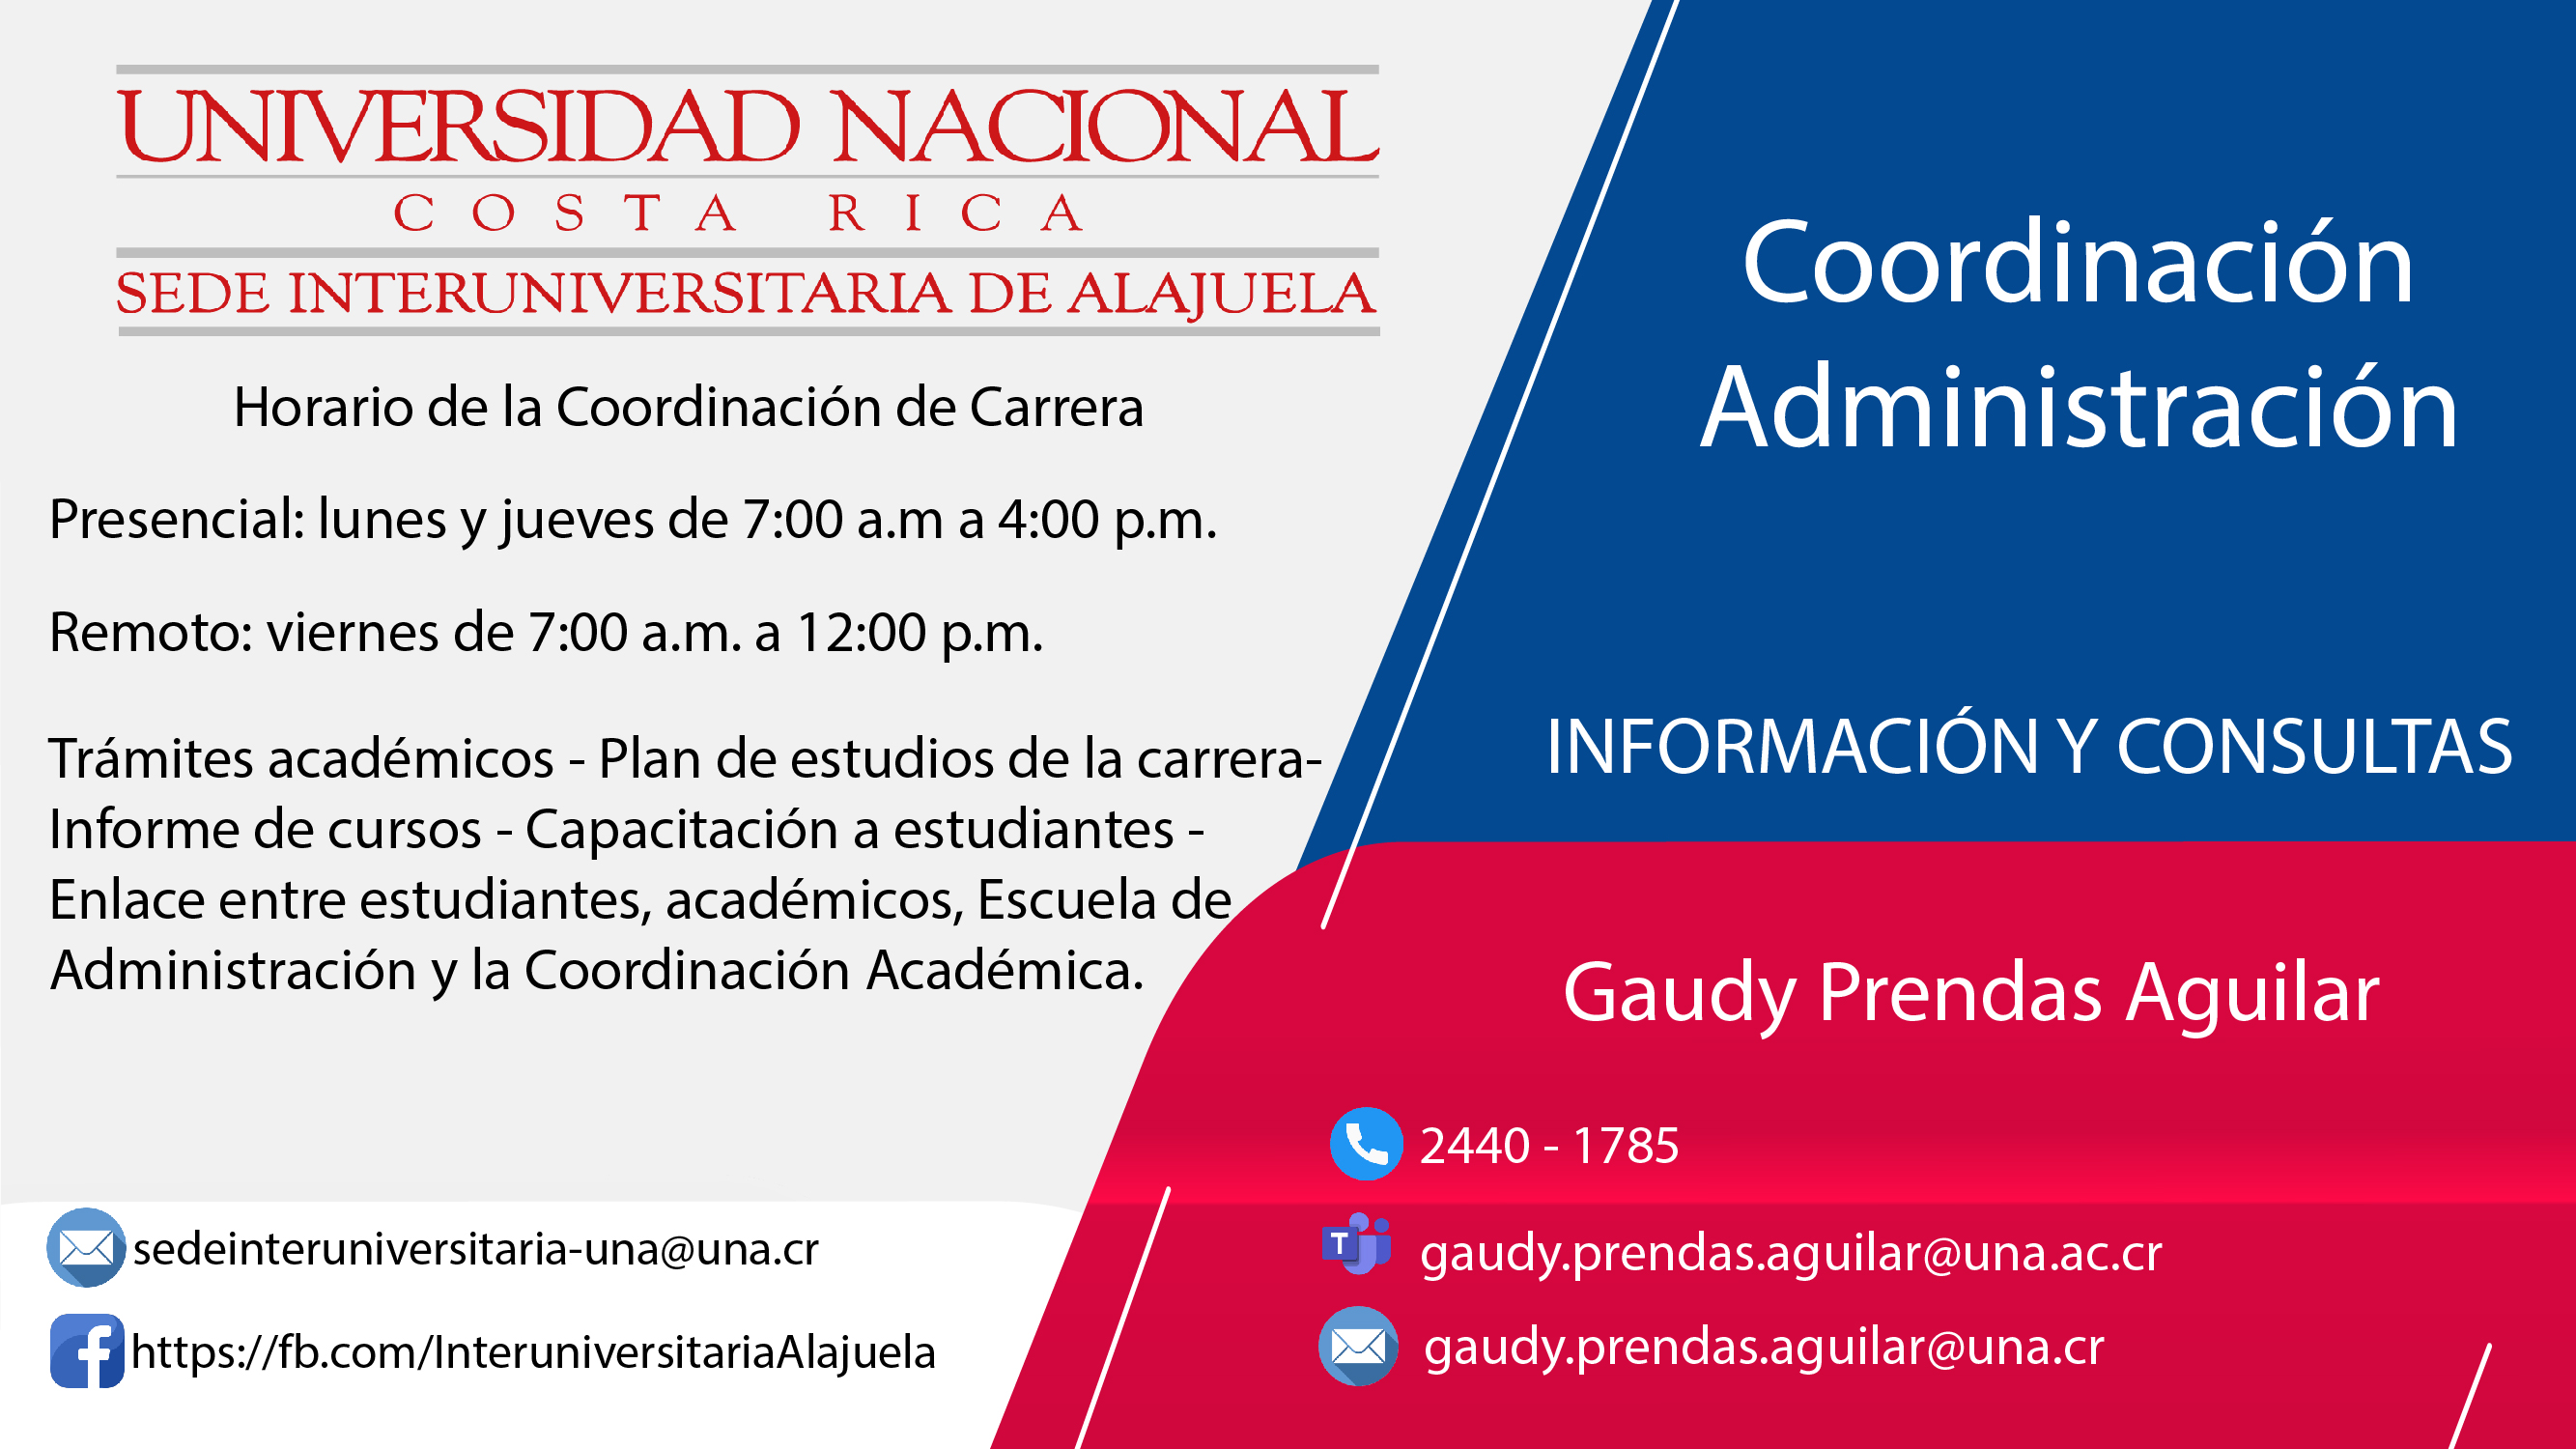 UNIVERSIDAD NACIONAL
COSTA RICA
SEDE INTERUNIVERSITARIA DE ALAJUELA
Horario de la Coordinación de Carrera
Presencial: lunes y jueves de 7:00 a.m a 4:00 p.m.
Remoto: viernes de 7:00 a.m. a 12:00 p.m.
Trámites académicos - Plan de estudios de la carrera-
Informe de cursos - Capacitación a estudiantes -
Enlace entre estudiantes, académicos, Escuela de
Administración y la Coordinación Académica.
sedeinteruniversitaria-una@una.cr
https://fb.com/InteruniversitariaAlajuela
Coordinación
Administración
INFORMACIÓN Y CONSULTAS
Gaudy Prendas Aguilar
2440 - 1785
T gaudy.prendas.aguilar@una.ac.cr
gaudy.prendas.aguilar@una.cr